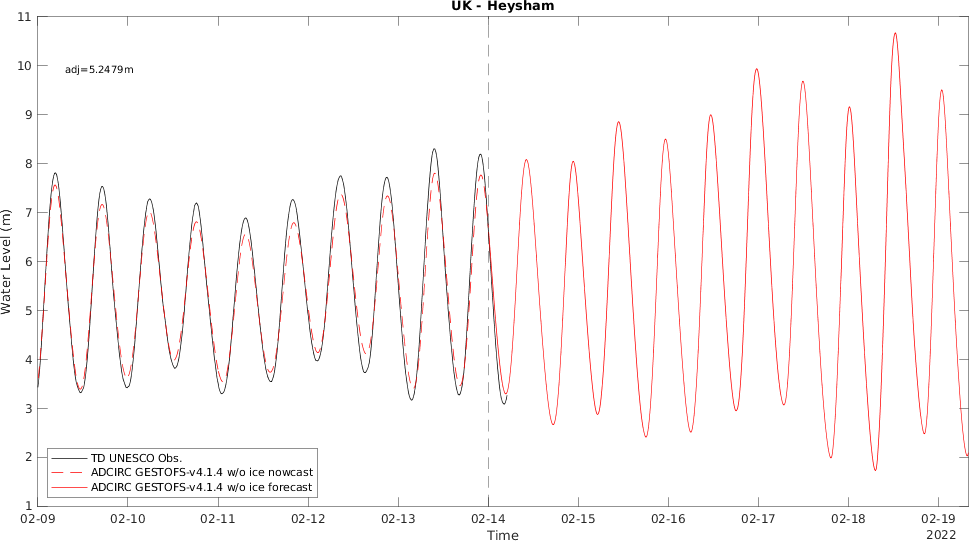 UK - Heysham
adj=5.2479m
11
10
9
8
7
6
5
4
3
2
1
Water Level (m)
TD UNESCO Obs.
ADCIRC GESTOFS-v4.1.4 w/o ice nowcast
ADCIRC GESTOFS-v4.1.4 w/o ice forecast
02-09 02-10 02-11 02-12 02-13 02-14 02-15 02-16 02-17 02-18 02-19
Time
2022